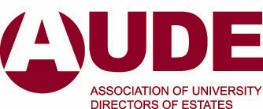 AUDE
ASSOCIATION OF UNIVERSITY
DIRECTORS OF ESTATES